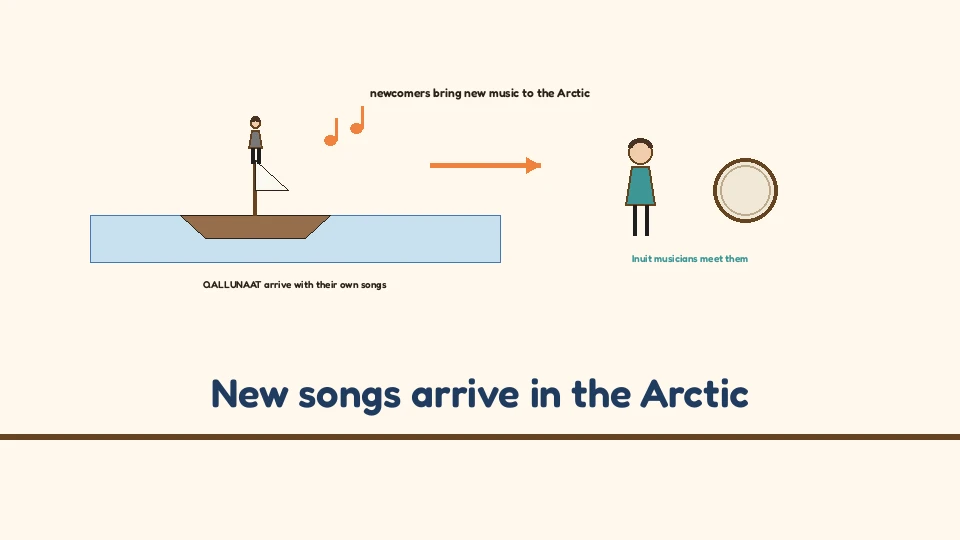 newcomers bring new music to the Arctic
Inuit musicians meet them
QALLUNAAT arrive with their own songs
New songs arrive in the Arctic